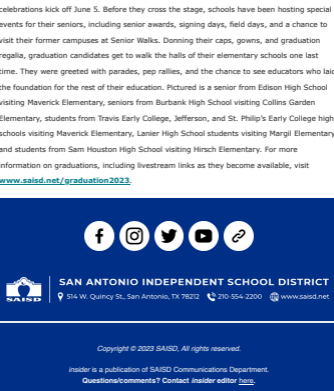 celebrations kick off June 5. Before they cross the stage, schools have been hosting special
events for their seniors, including senior awards, signing days, field days, and a chance to
visit their former campuses at Senior Walks. Donning their caps, gowns, and graduation
regalia, graduation candidates get to walk the halls of their elementary schools one last
time. They were greeted with parades, pep rallies, and the chance to see educators who laid
the foundation for the rest of their education. Pictured is a senior from Edison High School
visiting Maverick Elementary, seniors from Burbank High School visiting Collins Garden
Elementary, students from Travis Early College, Jefferson, and St. Philip's Early College high
schools visiting Maverick Elementary, Lanier High School students visiting Margil Elementary
and students from Sam Houston High School visiting Hirsch Elementary. For more
information on graduations, including livestream links as they become available, visit
www.saisd.net/graduation2023.
SAISD
SAN ANTONIO INDEPENDENT SCHOOL DISTRICT
514 W. Quincy St., San Antonio, TX 78212 210-554-2200 www.saisd.net
Copyright © 2023 SAISD, All rights reserved.
insider is a publication of SAISD Communications Department.
Questions/comments? Contact insider editor here.